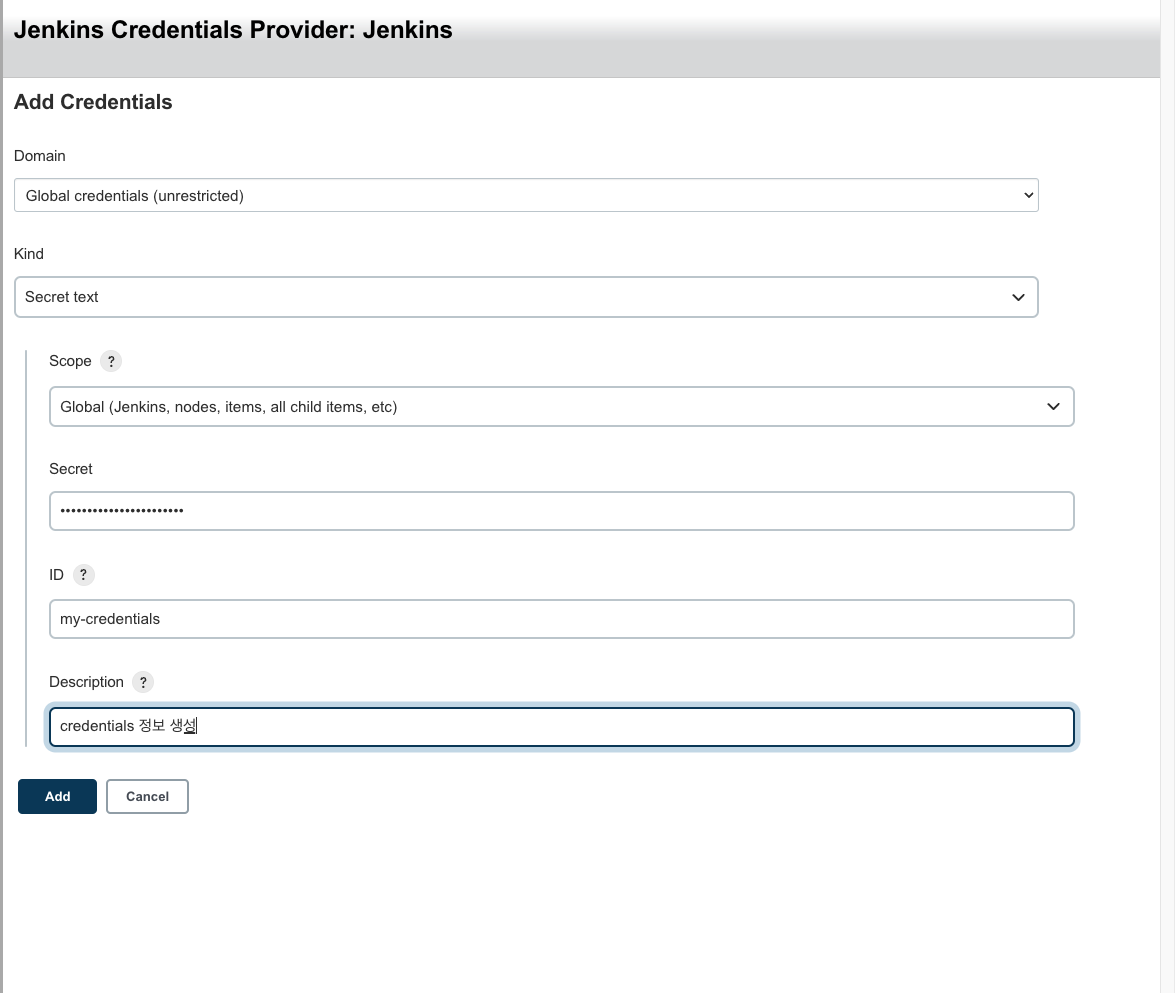 Jenkins Credentials Provider: Jenkins
Add Credentials
Domain
Global credentials (unrestricted)
Kind
Secret text
Scope ?
Global (Jenkins, nodes, items, all child items, etc)
Secret
•••••••••••••••••••••••
ID ?
my-credentials
Description ?
credentials 정보 생성
Add Cancel